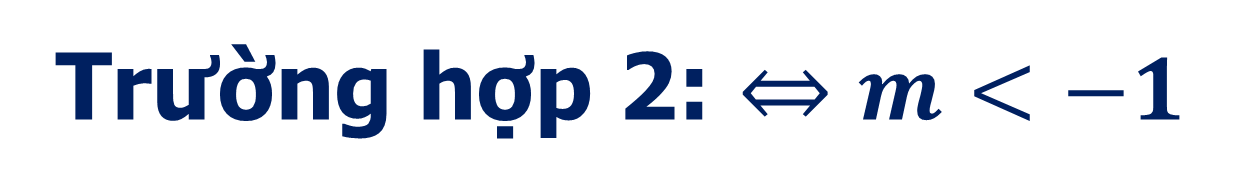 Trường hợp 2: ⇔ m < −1